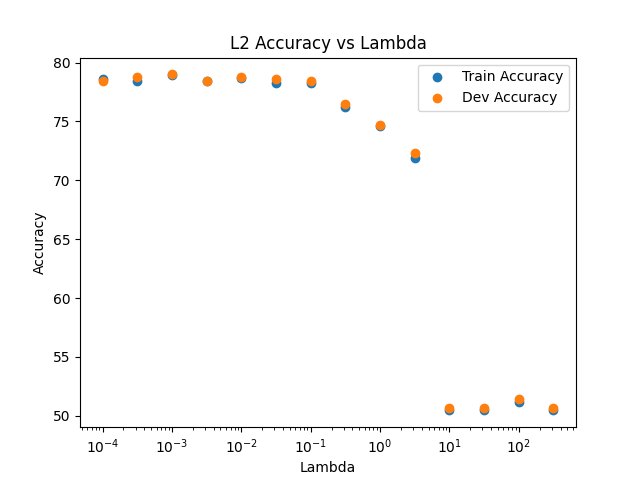 L2 Accuracy vs Lambda
Train Accuracy
Dev Accuracy
80
75
70
65
60
55
50
Accuracy
10⁻⁴ 10⁻³ 10⁻² 10⁻¹ 10⁰ 10¹ 10²
Lambda